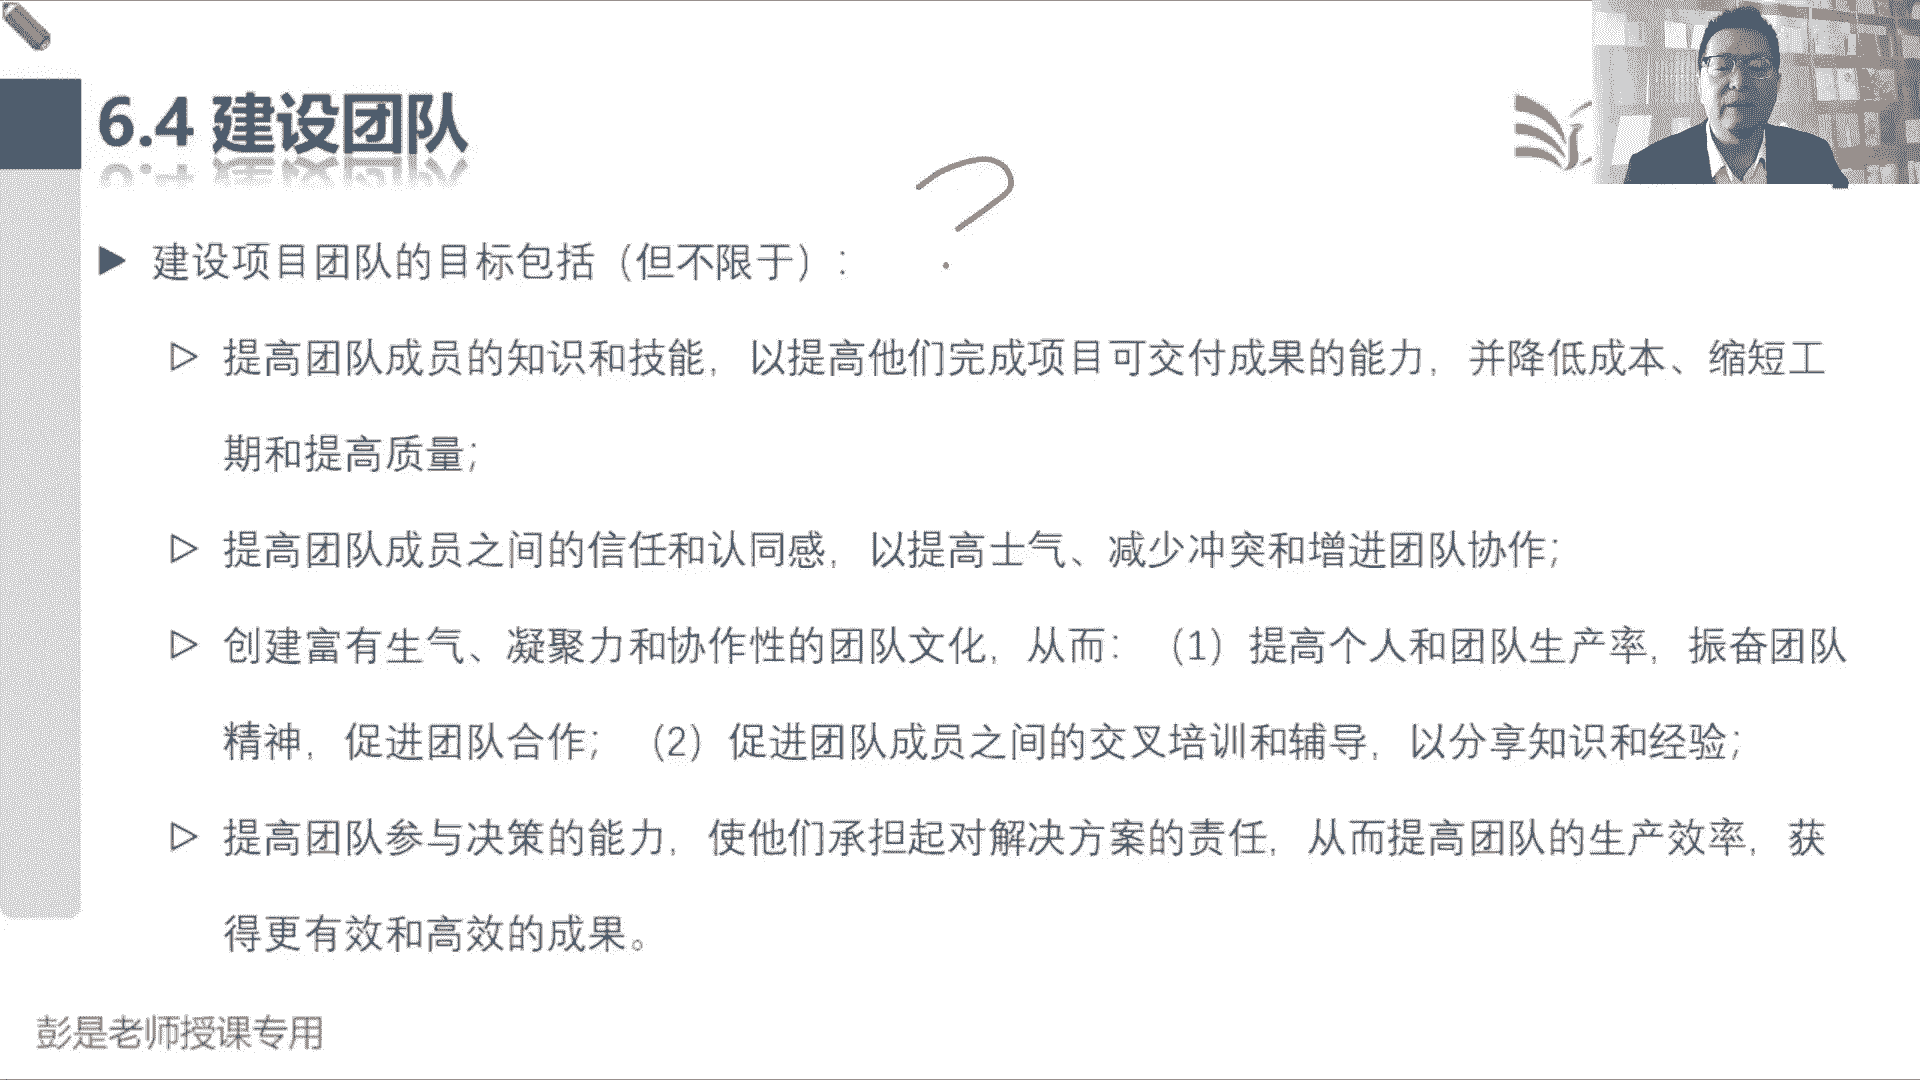 6.4 建设团队
建设项目团队的目标包括（但不限于）：
提高团队成员的知识和技能，以提高他们完成项目可交付成果的能力，并降低成本、缩短工
期和提高质量；
提高团队成员之间的信任和认同感，以提高士气、减少冲突和增进团队协作；
创建富有生气、凝聚力和协作性的团队文化，从而：（1）提高个人和团队生产率，振奋团队
精神，促进团队合作；（2）促进团队成员之间的交叉培训和辅导，以分享知识和经验；
提高团队参与决策的能力，使他们承担起对解决方案的责任，从而提高团队的生产效率，获
得更有效和高效的成果。
彭是老师授课专用